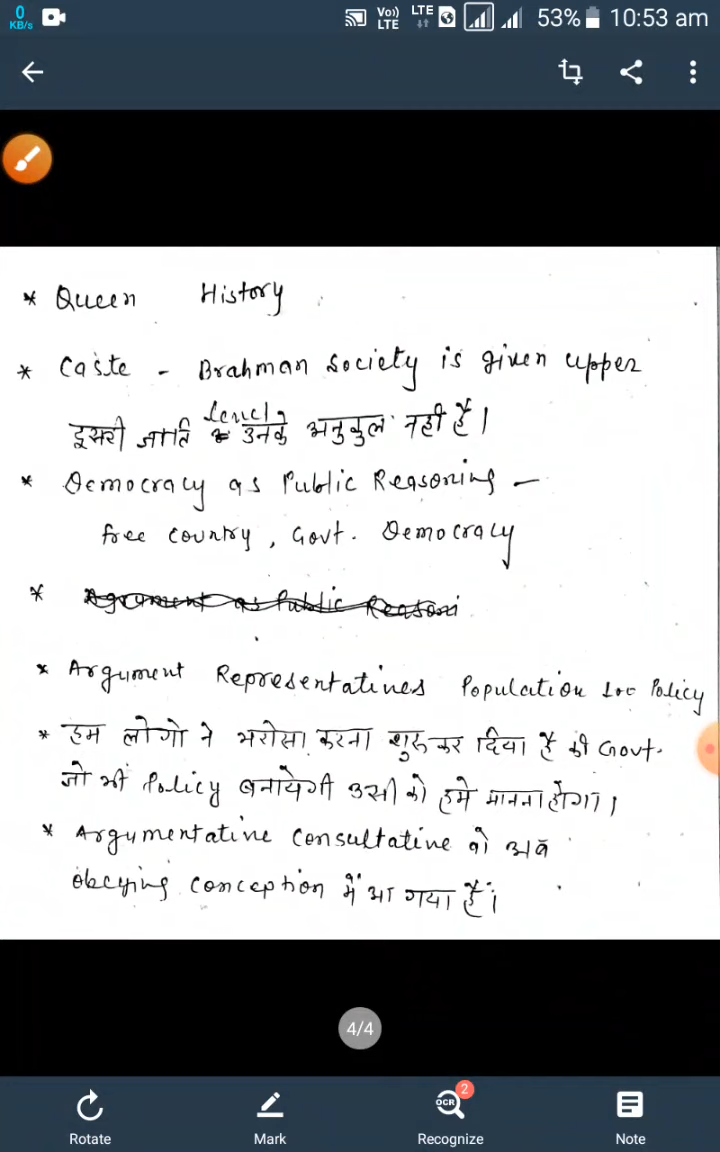 0
KB/s
Vo))
LTE
LTE
53%
10:53 am
* Queen History
* Caste - Brahman society is given upper
level
दूसरी जाति उनके अनुकुल नही है।
* Democracy as Public Reasoning -
free country, Govt. Democracy
* Agrument as Public Reasoni
* Argument Representatives Population Policy
* हम लोगो ने भरोसा करना शुरु कर दिया है की Govt.
जो भी Policy बनायेगी उसी को हमे मानना होगा।
* Argumentative Consultative वो अब
obeying conception में आ गया है।
4/4
OCR
2
Rotate
Mark
Recognize
Note